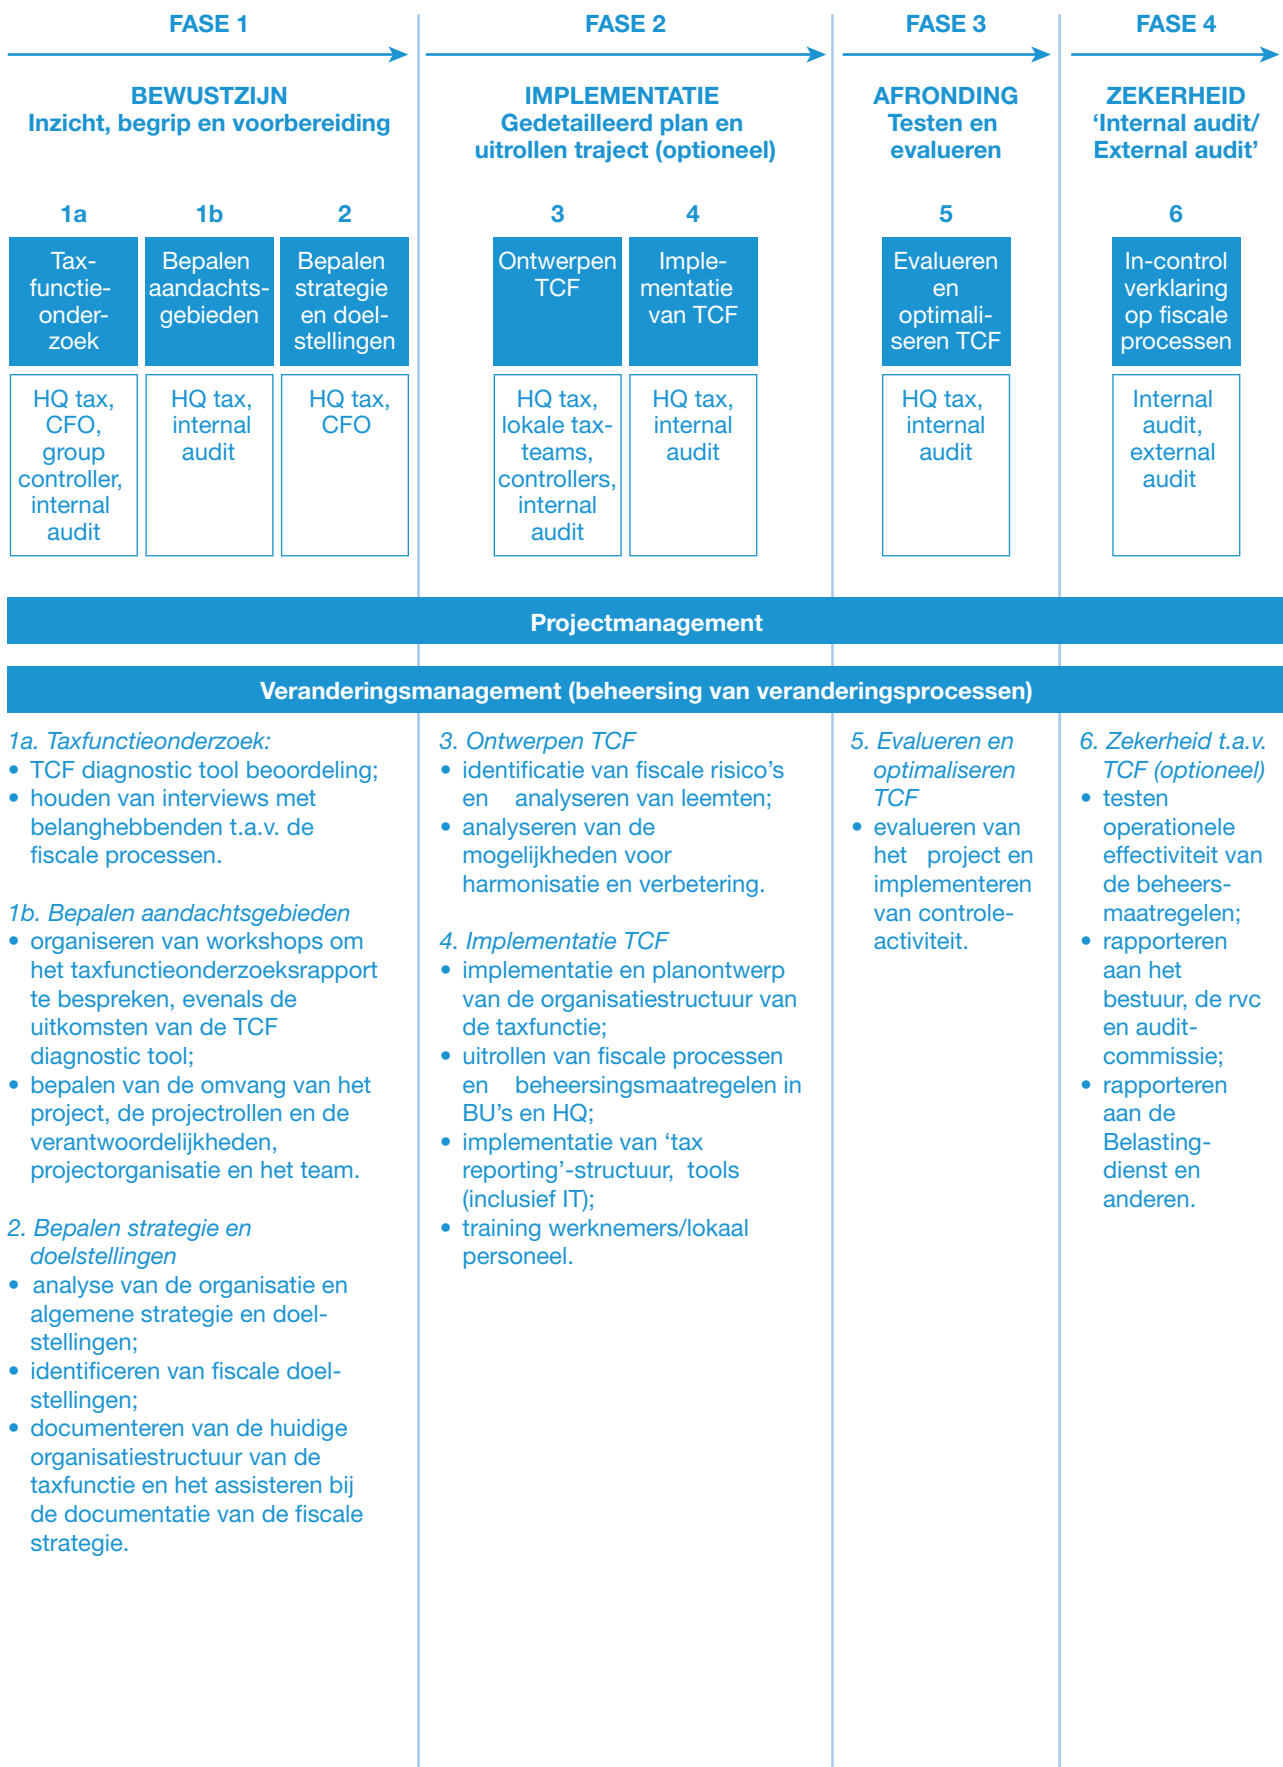 FASE 1
BEWUSTZIJN
Inzicht, begrip en voorbereiding
FASE 2
IMPLEMENTATIE
Gedetailleerd plan en
uitrollen traject (optioneel)
FASE 3
AFRONDING
Testen en
evalueren
FASE 4
ZEKERHEID
‘Internal audit/
External audit’
1a
Tax-
functie-
onder-
zoek
HQ tax,
CFO,
group
controller,
internal
audit
1b
Bepalen
aandachts-
gebieden
HQ tax,
internal
audit
2
Bepalen
strategie
en doel-
stellingen
HQ tax,
CFO
3
Ontwerpen
TCF
HQ tax,
lokale tax-
teams,
controllers,
internal
audit
4
Imple-
mentatie
van TCF
HQ tax,
internal
audit
5
Evalueren
en
optimali-
seren TCF
HQ tax,
internal
audit
6
In-control
verklaring
op fiscale
processen
Internal
audit,
external
audit
Projectmanagement
Veranderingsmanagement (beheersing van veranderingsprocessen)
1a. Taxfunctieonderzoek:
• TCF diagnostic tool beoordeling;
• houden van interviews met
belanghebbenden t.a.v. de
fiscale processen.
1b. Bepalen aandachtsgebieden
• organiseren van workshops om
het taxfunctieonderzoeksrapport
te bespreken, evenals de
uitkomsten van de TCF
diagnostic tool;
• bepalen van de omvang van het
project, de projectrollen en de
verantwoordelijkheden,
projectorganisatie en het team.
2. Bepalen strategie en
doelstellingen
• analyse van de organisatie en
algemene strategie en doel-
stellingen;
• identificeren van fiscale doel-
stellingen;
• documenteren van de huidige
organisatiestructuur van de
taxfunctie en het assisteren bij
de documentatie van de fiscale
strategie.
3. Ontwerpen TCF
• identificatie van fiscale risico’s
en analyseren van leemten;
• analyseren van de
mogelijkheden voor
harmonisatie en verbetering.
4. Implementatie TCF
• implementatie en planontwerp
van de organisatiestructuur van
de taxfunctie;
• uitrollen van fiscale processen
en beheersingsmaatregelen in
BU’s en HQ;
• implementatie van ‘tax
reporting’-structuur, tools
(inclusief IT);
• training werknemers/lokaal
personeel.
5. Evalueren en
optimaliseren
TCF
• evalueren van
het project en
implementeren
van controle-
activiteit.
6. Zekerheid t.a.v.
TCF (optioneel)
• testen
operationele
effectiviteit van
de beheers-
maatregelen;
• rapporteren
aan het
bestuur, de rvc
en audit-
commissie;
• rapporteren
aan de
Belasting-
dienst en
anderen.